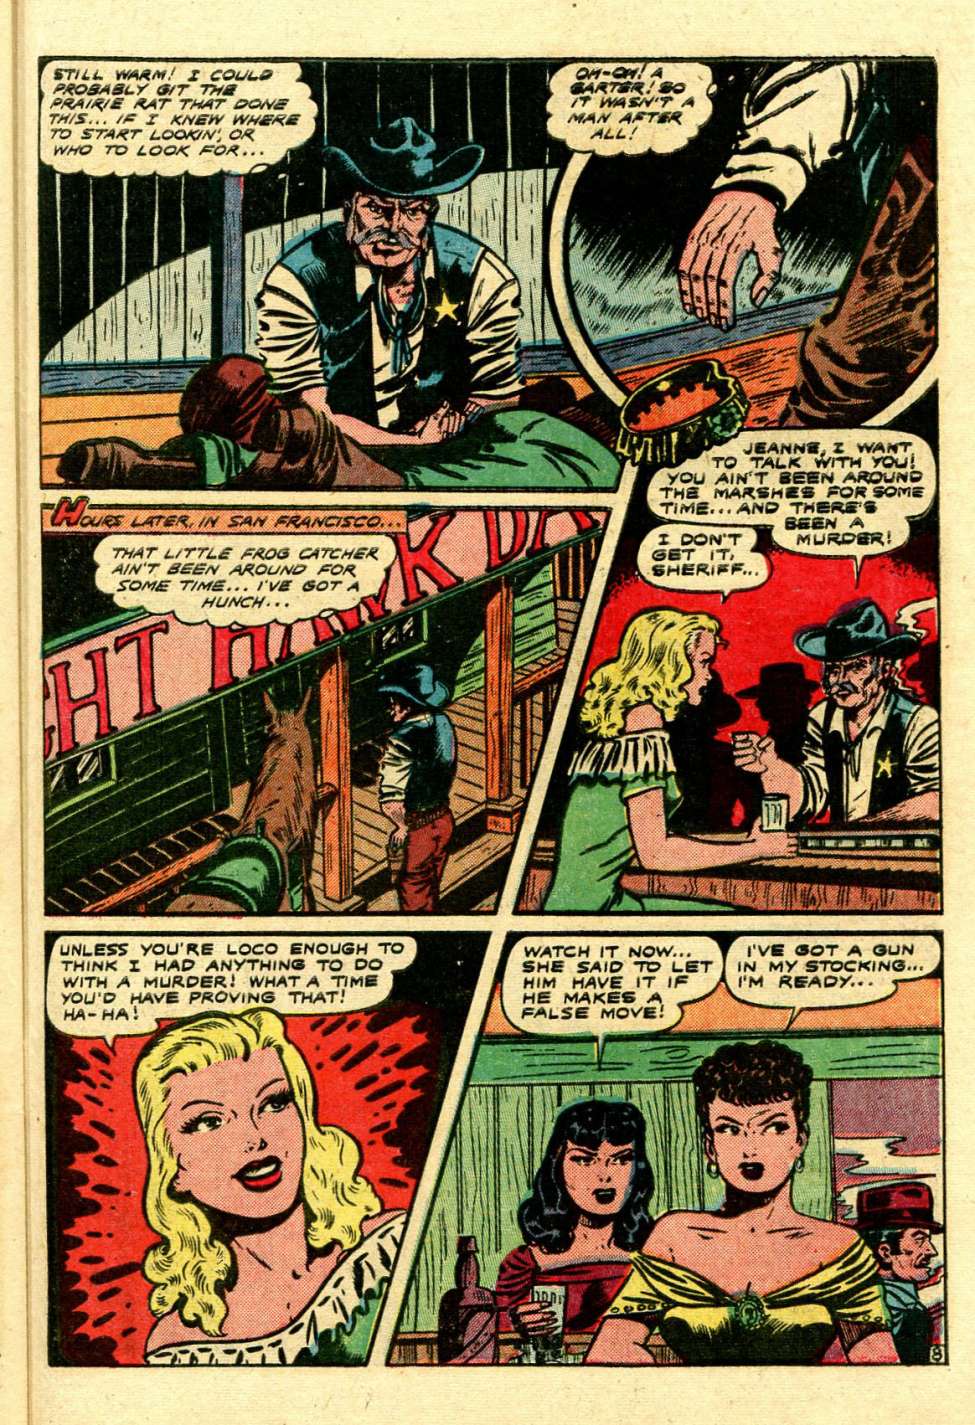 STILL WARM! I COULD
PROBABLY GIT THE
PRAIRIE RAT THAT DONE
THIS... IF I KNEW WHERE
TO START LOOKIN', OR
WHO TO LOOK FOR...
OH-OH! A
GARTER! SO
IT WASN'T A
MAN AFTER
ALL!
HOURS LATER, IN SAN FRANCISCO...
THAT LITTLE FROG CATCHER
AIN'T BEEN AROUND FOR
SOME TIME... I'VE GOT A
HUNCH...
GHT HAWK DA
JEANNE, I WANT
TO TALK WITH YOU!
YOU AIN'T BEEN AROUND
THE MARSHES FOR SOME
TIME... AND THERE'S
BEEN A
MURDER!
I DON'T
GET IT,
SHERIFF...
UNLESS YOU'RE LOCO ENOUGH TO
THINK I HAD ANYTHING TO DO
WITH A MURDER! WHAT A TIME
YOU'D HAVE PROVING THAT!
HA-HA!
WATCH IT NOW...
SHE SAID TO LET
HIM HAVE IT IF
HE MAKES A
FALSE MOVE!
I'VE GOT A GUN
IN MY STOCKING...
I'M READY...
8